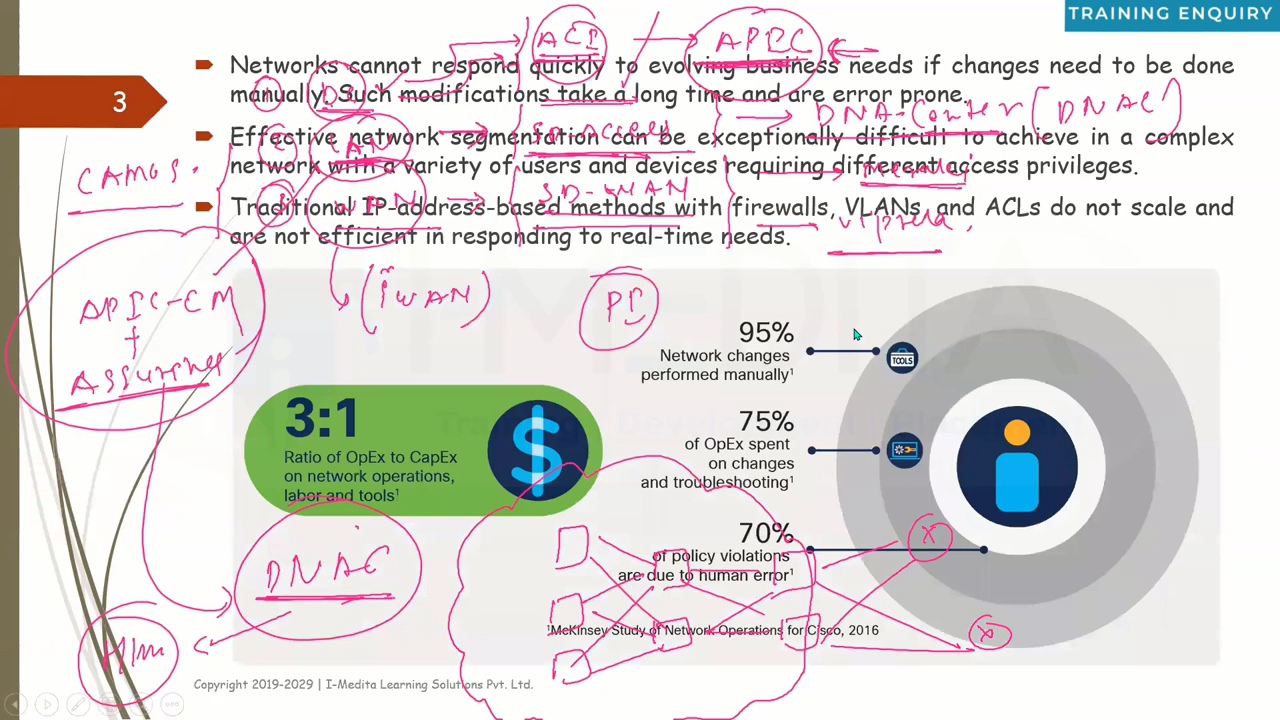 TRAINING ENQUIRY
3
Networks cannot respond quickly to evolving business needs if changes need to be done
manually. Such modifications take a long time and are error prone.
Effective network segmentation can be exceptionally difficult to achieve in a complex
network with a variety of users and devices requiring different access privileges.
Traditional IP-address-based methods with firewalls, VLANs, and ACLs do not scale and
are not efficient in responding to real-time needs.
ACI
APIC
DC
DNA-Center (DNAC)
CAN
SD-Access
CAMPUS
WAN
SD-WAN
viptela
(iWAN)
PI
APIC-EM
+
Assurance
DNAC
3:1
Ratio of OpEx to CapEx
on network operations,
labor and tools¹
95%
Network changes
performed manually¹
TOOLS
75%
of OpEx spent
on changes
and troubleshooting¹
70%
of policy violations
are due to human error¹
¹McKinsey Study of Network Operations for Cisco, 2016
Copyright 2019-2029 | I-Medita Learning Solutions Pvt. Ltd.